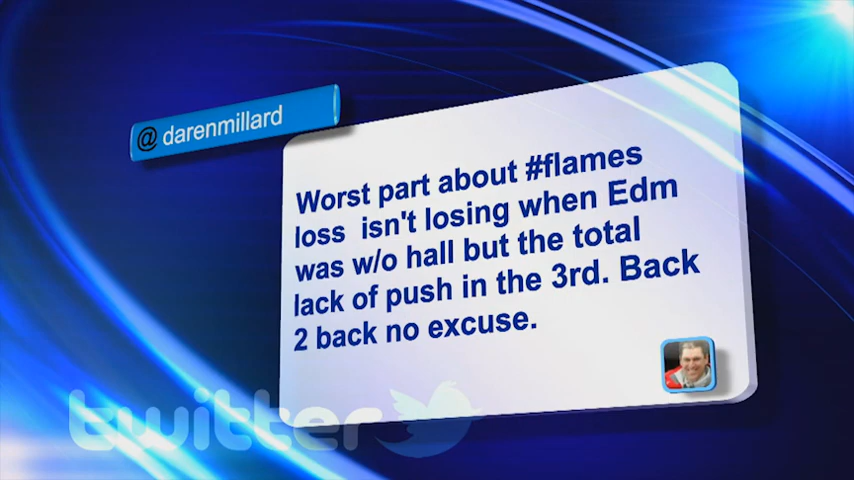 @ darenmillard
Worst part about #flames
loss isn't losing when Edm
was w/o hall but the total
lack of push in the 3rd. Back
2 back no excuse.
twitter